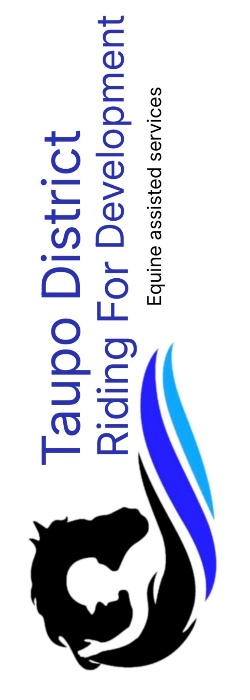 Taupo District
Riding For Development
Equine assisted services